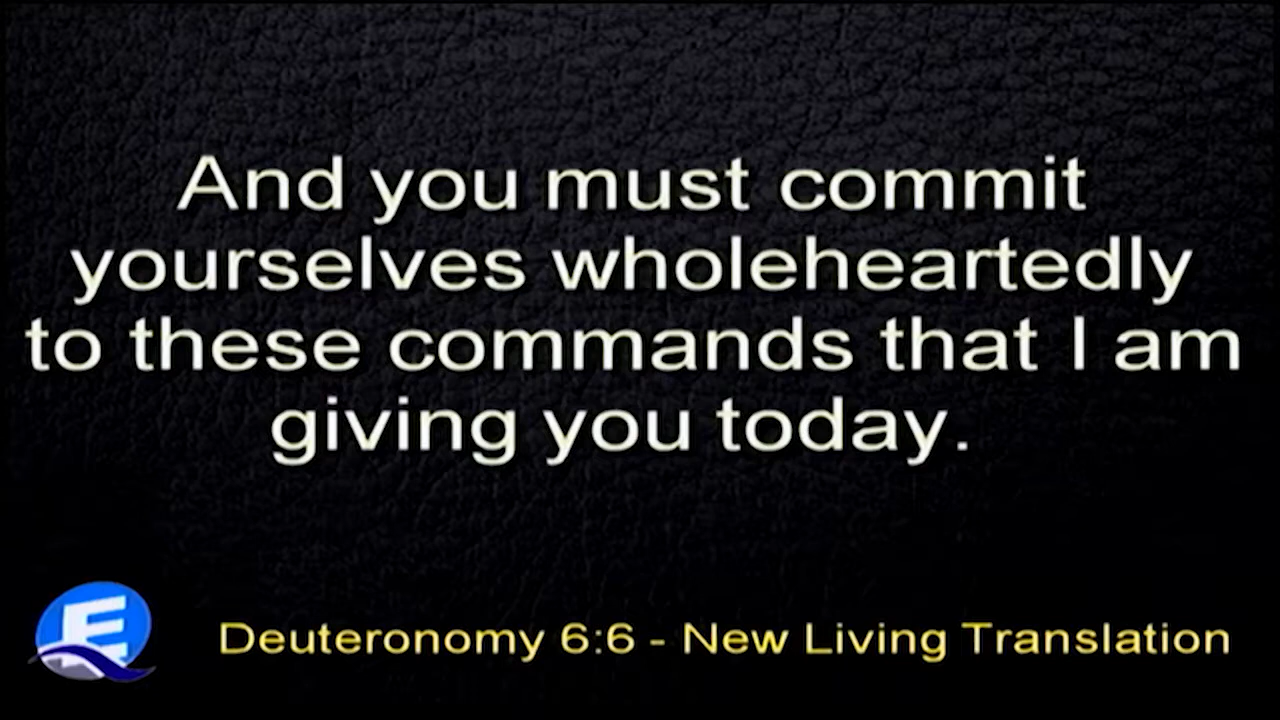 And you must commit
yourselves wholeheartedly
to these commands that I am
giving you today.
E
Deuteronomy 6:6 - New Living Translation